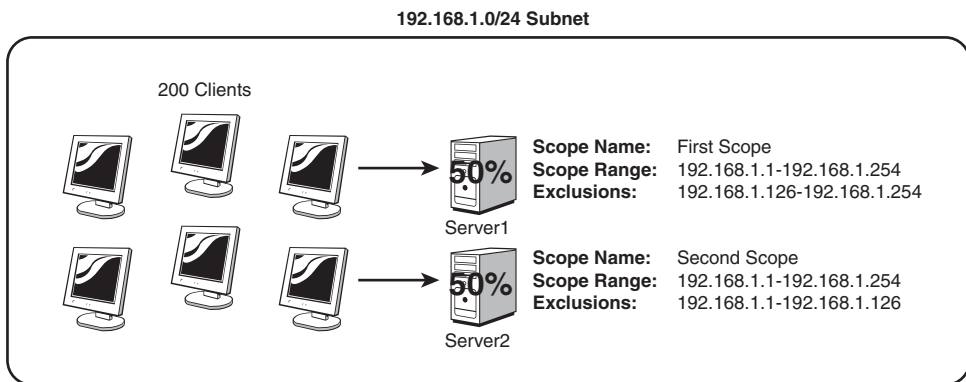 192.168.1.0/24 Subnet
200 Clients
50%
Server1
Scope Name: First Scope
Scope Range: 192.168.1.1-192.168.1.254
Exclusions: 192.168.1.126-192.168.1.254
50%
Server2
Scope Name: Second Scope
Scope Range: 192.168.1.1-192.168.1.254
Exclusions: 192.168.1.1-192.168.1.126